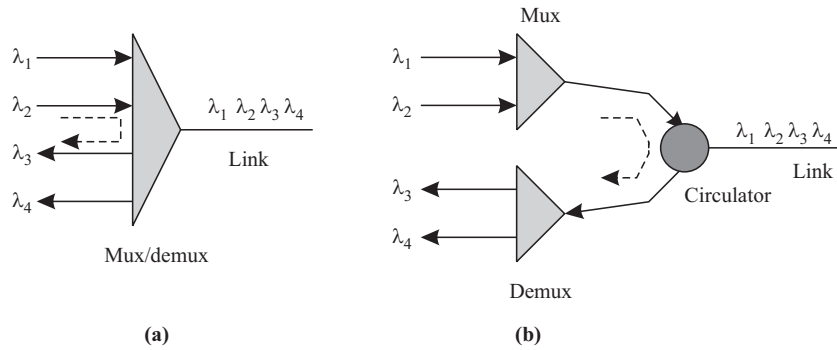 λ1
λ2
λ3
λ4
λ1 λ2 λ3 λ4
Link
Mux/demux
(a)
Mux
λ1
λ2
λ3
λ4
λ1 λ2 λ3 λ4
Link
Circulator
Demux
(b)